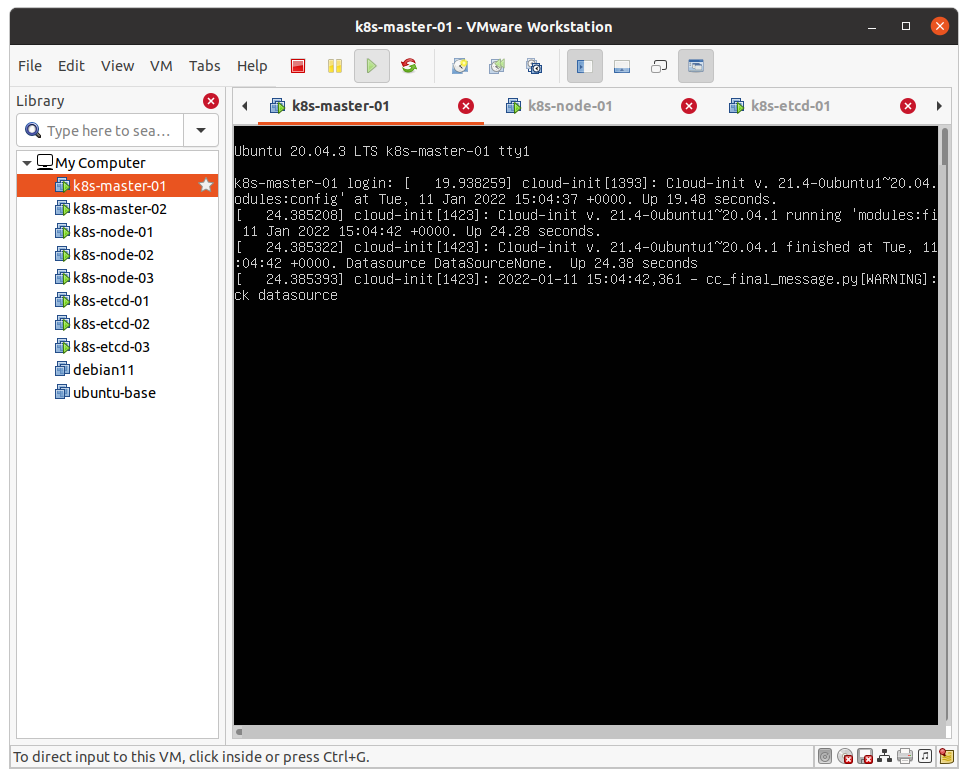 k8s-master-01 - VMware Workstation
File Edit View VM Tabs Help
Library
Type here to sea...
My Computer
k8s-master-01
k8s-master-02
k8s-node-01
k8s-node-02
k8s-node-03
k8s-etcd-01
k8s-etcd-02
k8s-etcd-03
debian11
ubuntu-base
k8s-master-01 k8s-node-01 k8s-etcd-01
Ubuntu 20.04.3 LTS k8s-master-01 tty1
k8s-master-01 login: [   19.938259] cloud-init[1393]: Cloud-init v. 21.4-0ubuntu1~20.04.
odules:config' at Tue, 11 Jan 2022 15:04:37 +0000. Up 19.48 seconds.
[   24.385208] cloud-init[1423]: Cloud-init v. 21.4-0ubuntu1~20.04.1 running 'modules:fi
11 Jan 2022 15:04:42 +0000. Up 24.28 seconds.
[   24.385322] cloud-init[1423]: Cloud-init v. 21.4-0ubuntu1~20.04.1 finished at Tue, 11
:04:42 +0000. Datasource DataSourceNone.  Up 24.38 seconds
[   24.385393] cloud-init[1423]: 2022-01-11 15:04:42,361 - cc_final_message.py[WARNING]:
ck datasource
To direct input to this VM, click inside or press Ctrl+G.